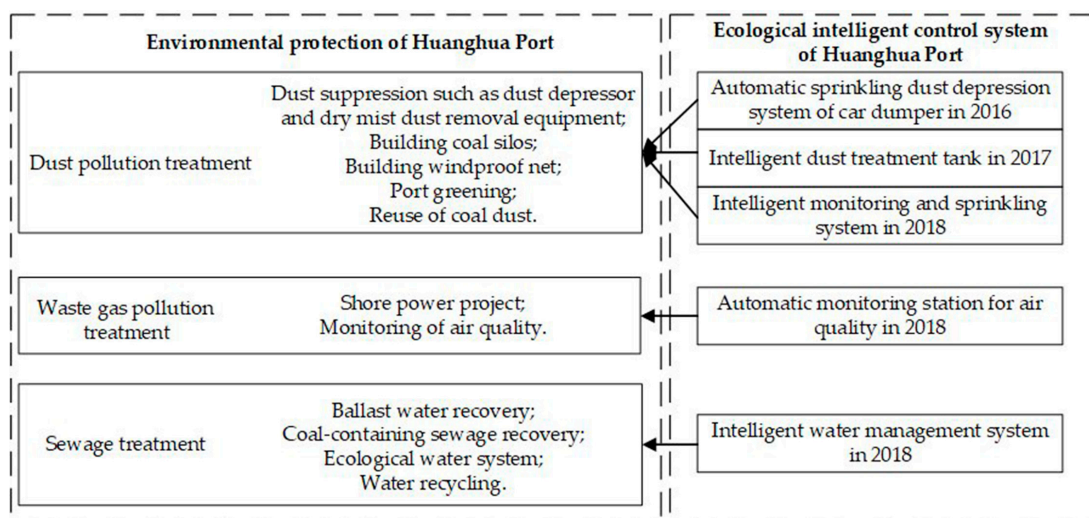 Environmental protection of Huanghua Port
Dust pollution treatment
Dust suppression such as dust depressor
and dry mist dust removal equipment;
Building coal silos;
Building windproof net;
Port greening;
Reuse of coal dust.
Waste gas pollution
treatment
Shore power project;
Monitoring of air quality.
Sewage treatment
Ballast water recovery;
Coal-containing sewage recovery;
Ecological water system;
Water recycling.
Ecological intelligent control system
of Huanghua Port
Automatic sprinkling dust depression
system of car dumper in 2016
Intelligent dust treatment tank in 2017
Intelligent monitoring and sprinkling
system in 2018
Automatic monitoring station for air
quality in 2018
Intelligent water management system
in 2018